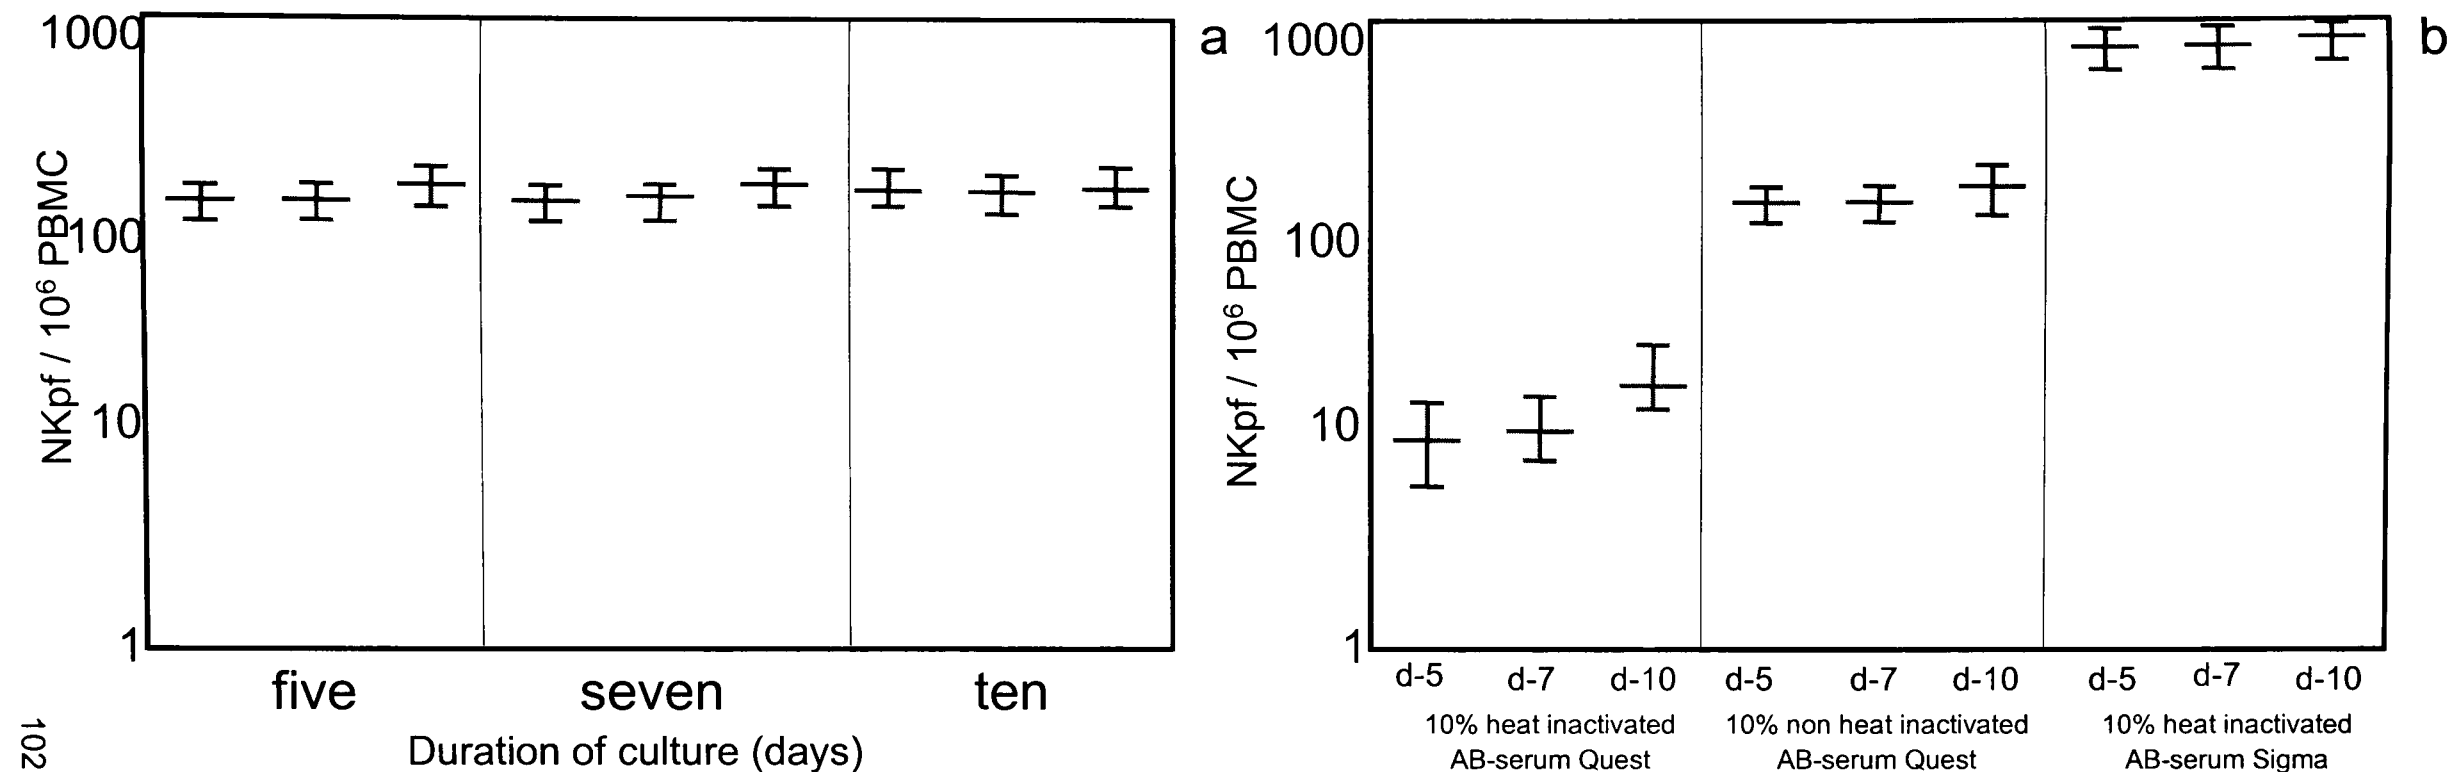 1000
100
10
1
NKpf / 10⁶ PBMC
five seven ten
Duration of culture (days)
a
1000
100
10
1
NKpf / 10⁶ PBMC
d-5 d-7 d-10 d-5 d-7 d-10 d-5 d-7 d-10
10% heat inactivated
AB-serum Quest
10% non heat inactivated
AB-serum Quest
10% heat inactivated
AB-serum Sigma
b
102